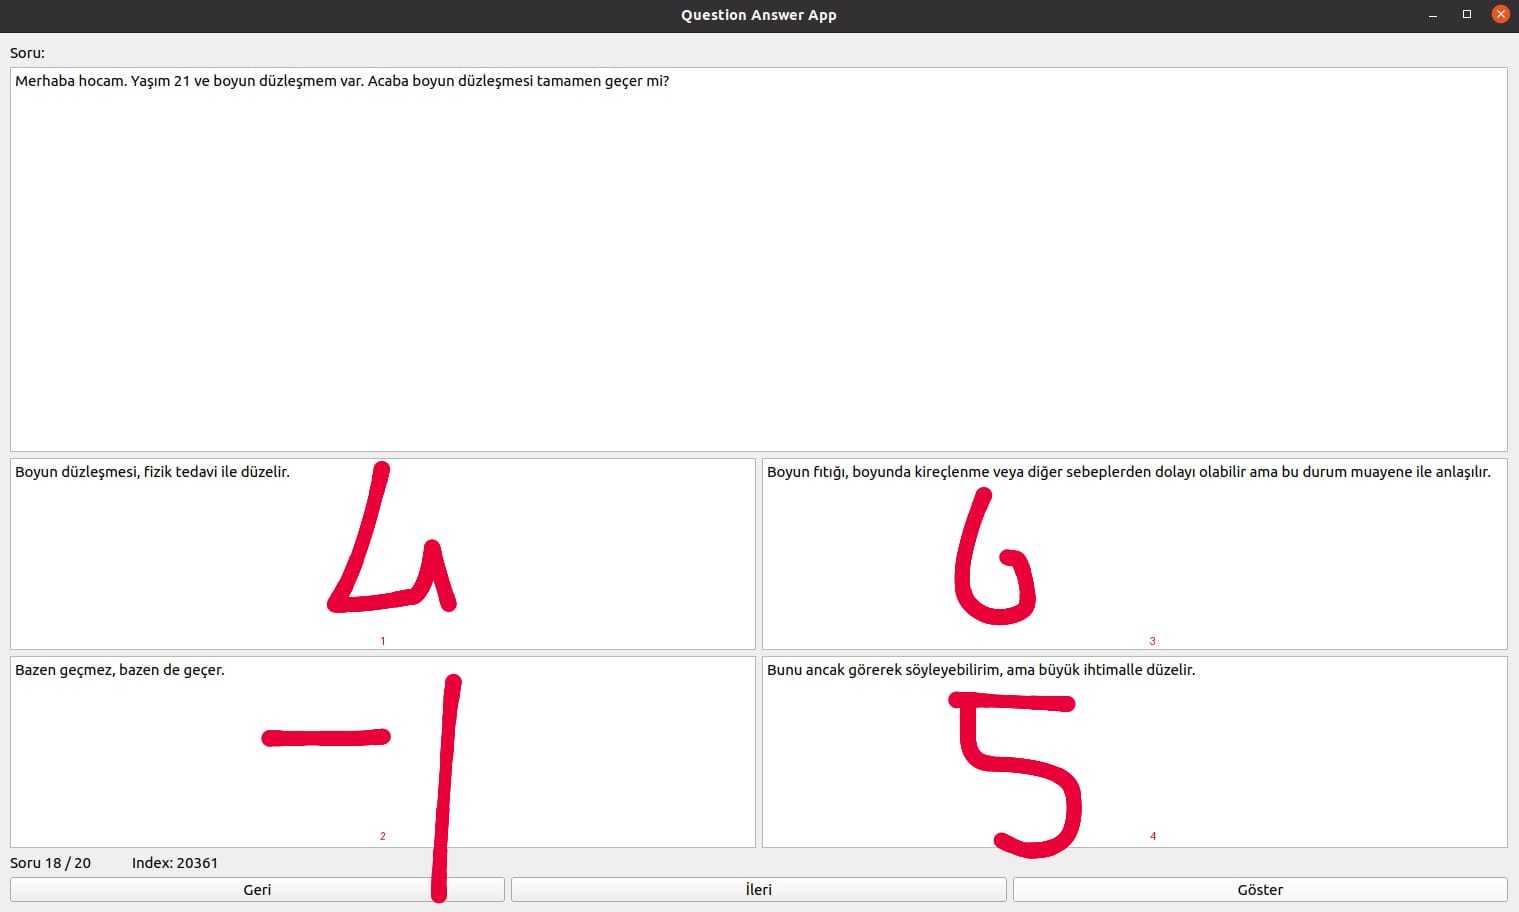 Question Answer App
Soru:
Merhaba hocam. Yaşım 21 ve boyun düzleşmem var. Acaba boyun düzleşmesi tamamen geçer mi?
Boyun düzleşmesi, fizik tedavi ile düzelir.
4
1
Boyun fıtığı, boyunda kireçlenme veya diğer sebeplerden dolayı olabilir ama bu durum muayene ile anlaşılır.
6
3
Bazen geçmez, bazen de geçer.
-1
2
Bunu ancak görerek söyleyebilirim, ama büyük ihtimalle düzelir.
5
4
Soru 18 / 20 Index: 20361
Geri İleri Göster